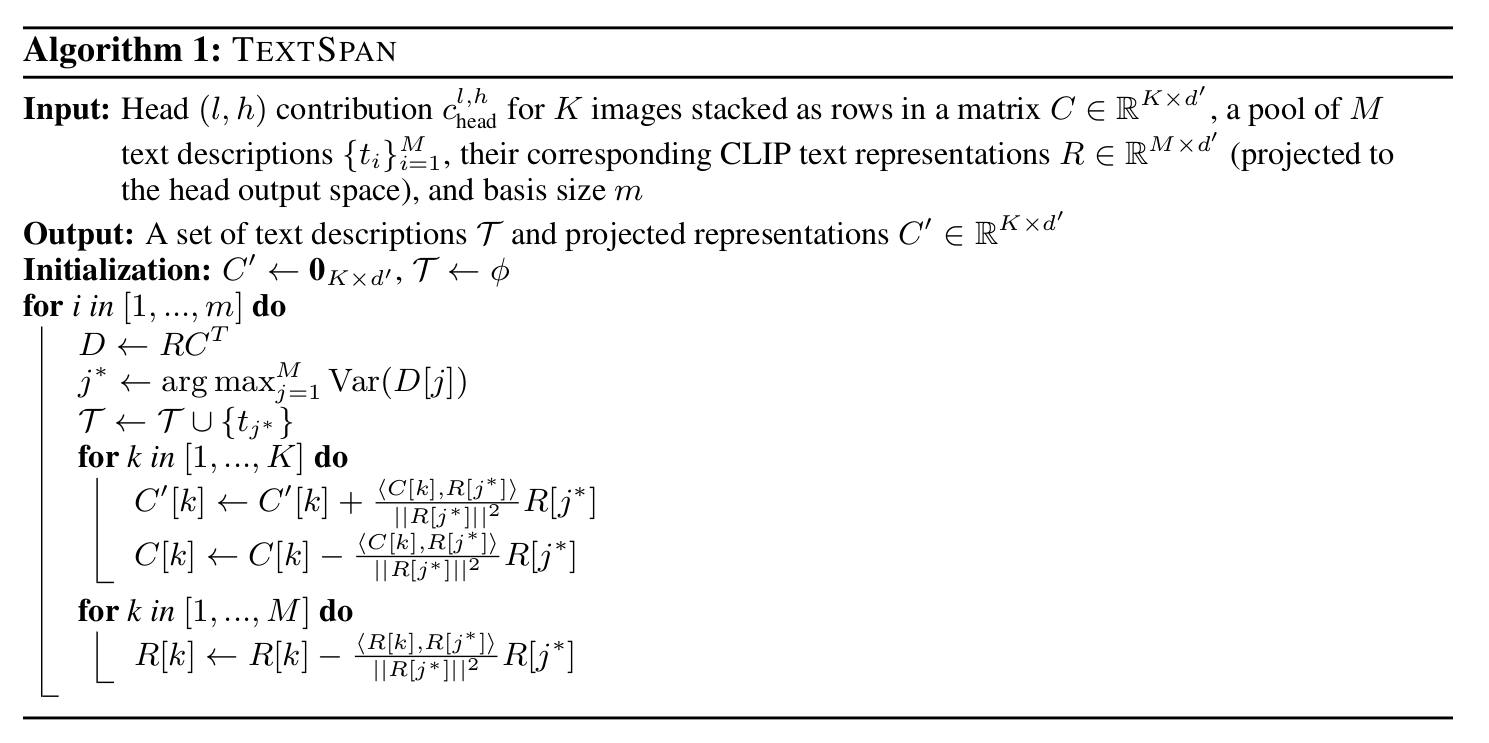 Algorithm 1: TEXTSPAN
Input: Head $(l, h)$ contribution $c_{\text{head}}^{l,h}$ for $K$ images stacked as rows in a matrix $C \in \mathbb{R}^{K \times d'}$, a pool of $M$
text descriptions $\{t_i\}_{i=1}^{M}$, their corresponding CLIP text representations $R \in \mathbb{R}^{M \times d'}$ (projected to
the head output space), and basis size $m$
Output: A set of text descriptions $\mathcal{T}$ and projected representations $C' \in \mathbb{R}^{K \times d'}$
Initialization: $C' \leftarrow \mathbf{0}_{K \times d'}, \mathcal{T} \leftarrow \phi$
for $i$ in $[1, ..., m]$ do
$D \leftarrow RC^T$
$j^* \leftarrow \arg\max_{j=1}^{M} \text{Var}(D[j])$
$\mathcal{T} \leftarrow \mathcal{T} \cup \{t_{j^*}\}$
for $k$ in $[1, ..., K]$ do
$C'[k] \leftarrow C'[k] + \frac{\langle C[k], R[j^*] \rangle}{||R[j^*]||^2} R[j^*]$
$C[k] \leftarrow C[k] - \frac{\langle C[k], R[j^*] \rangle}{||R[j^*]||^2} R[j^*]$
for $k$ in $[1, ..., M]$ do
$R[k] \leftarrow R[k] - \frac{\langle R[k], R[j^*] \rangle}{||R[j^*]||^2} R[j^*]$